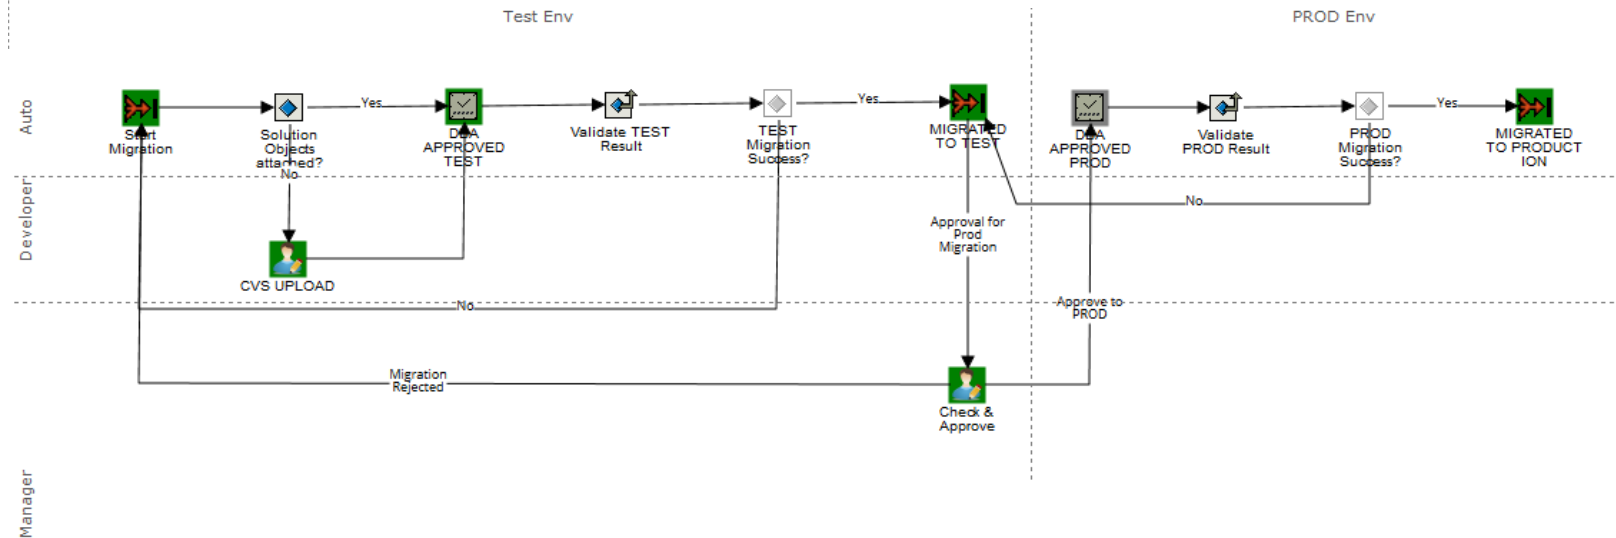 Test Env
PROD Env
Auto
Developer
Manager
Start
Migration
Solution
Objects
attached?
Yes
No
CVS UPLOAD
DBA
APPROVED
TEST
Validate TEST
Result
TEST
Migration
Success?
Yes
No
MIGRATED
TO TEST
Approval for
Prod
Migration
Check &
Approve
Migration
Rejected
Approve to
PROD
DBA
APPROVED
PROD
Validate
PROD Result
PROD
Migration
Success?
No
Yes
MIGRATED
TO PRODUCT
ION